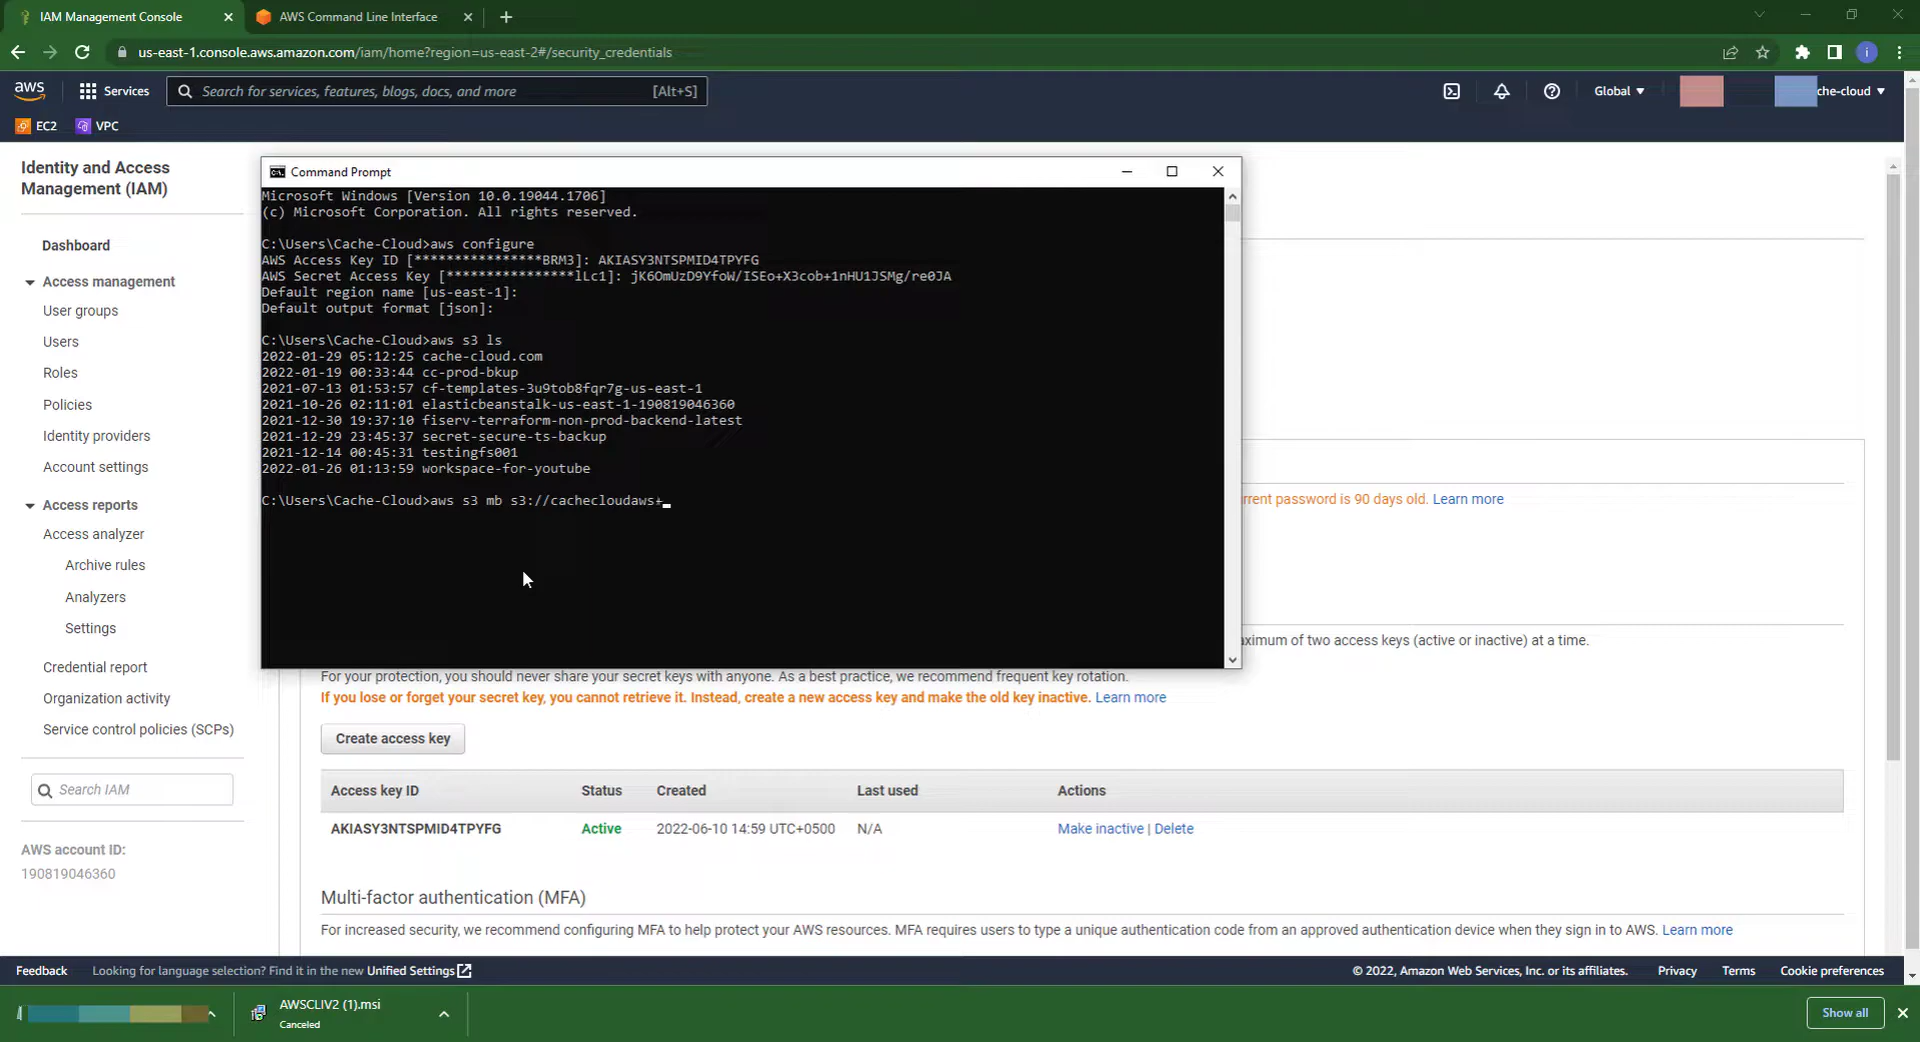 IAM Management Console
AWS Command Line Interface
us-east-1.console.aws.amazon.com/iam/home?region=us-east-2#/security_credentials
i
aws
Services
Search for services, features, blogs, docs, and more
[Alt+S]
Global
che-cloud
EC2
VPC
Identity and Access
Management (IAM)
Dashboard
Access management
User groups
Users
Roles
Policies
Identity providers
Account settings
Access reports
Access analyzer
Archive rules
Analyzers
Settings
Credential report
Organization activity
Service control policies (SCPs)
Search IAM
AWS account ID:
190819046360
Command Prompt
Microsoft Windows [Version 10.0.19044.1706]
(c) Microsoft Corporation. All rights reserved.
C:\Users\Cache-Cloud>aws configure
AWS Access Key ID [****************BRM3]: AKIASY3NTSPMID4TPYFG
AWS Secret Access Key [****************lLc1]: 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
Default region name [us-east-1]:
Default output format [json]:
C:\Users\Cache-Cloud>aws s3 ls
2022-01-29 05:12:25 cache-cloud.com
2022-01-19 00:33:44 cc-prod-bkup
2021-07-13 01:53:57 cf-templates-3u9tob8fqr7g-us-east-1
2021-10-26 02:11:01 elasticbeanstalk-us-east-1-190819046360
2021-12-30 19:37:10 fiserv-terraform-non-prod-backend-latest
2021-12-29 23:45:37 secret-secure-ts-backup
2021-12-14 00:45:31 testingfs001
2022-01-26 01:13:59 workspace-for-youtube
C:\Users\Cache-Cloud>aws s3 mb s3://cachecloudaws+_
rrent password is 90 days old. Learn more
aximum of two access keys (active or inactive) at a time.
For your protection, you should never share your secret keys with anyone. As a best practice, we recommend frequent key rotation.
If you lose or forget your secret key, you cannot retrieve it. Instead, create a new access key and make the old key inactive. Learn more
Create access key
Access key ID Status Created Last used Actions
AKIASY3NTSPMID4TPYFG Active 2022-06-10 14:59 UTC+0500 N/A Make inactive | Delete
Multi-factor authentication (MFA)
For increased security, we recommend configuring MFA to help protect your AWS resources. MFA requires users to type a unique authentication code from an approved authentication device when they sign in to AWS. Learn more
Feedback
Looking for language selection? Find it in the new Unified Settings
© 2022, Amazon Web Services, Inc. or its affiliates.
Privacy
Terms
Cookie preferences
AWSCLIV2 (1).msi
Canceled
Show all